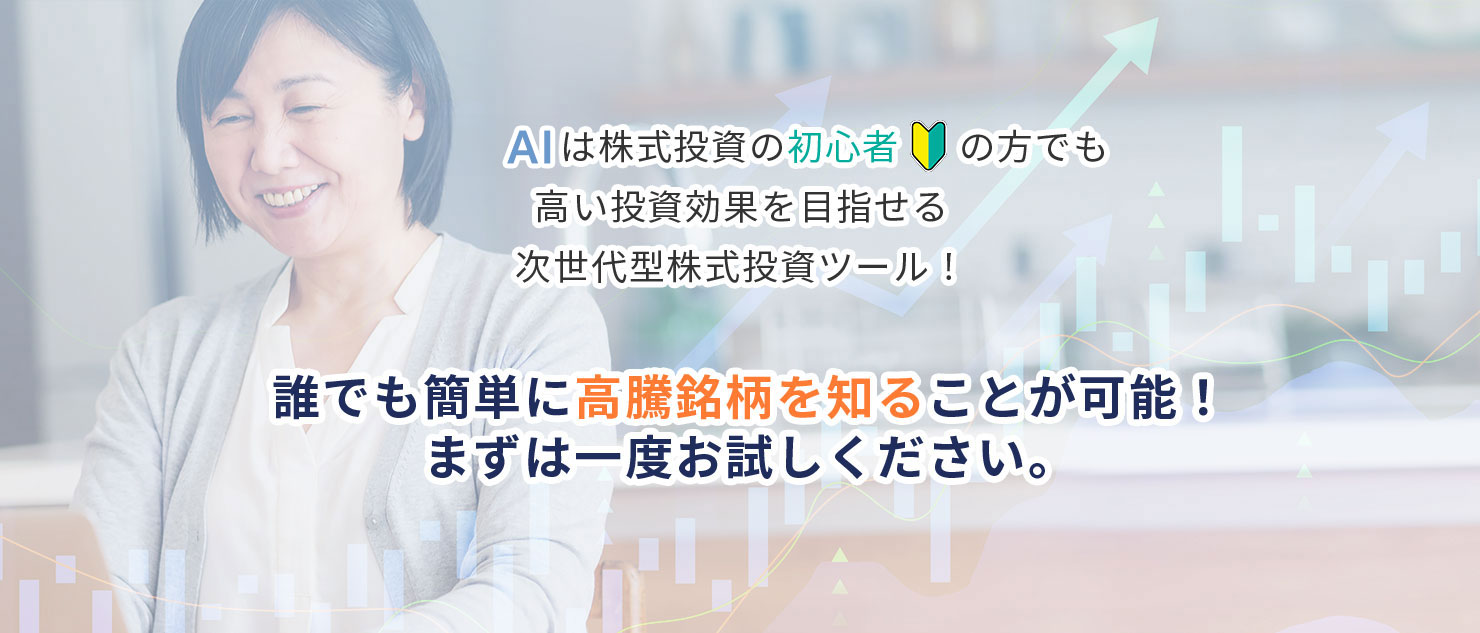 AIは株式投資の初心者の方でも
高い投資効果を目指せる
次世代型株式投資ツール！
誰でも簡単に高騰銘柄を知ることが可能！
まずは一度お試しください。